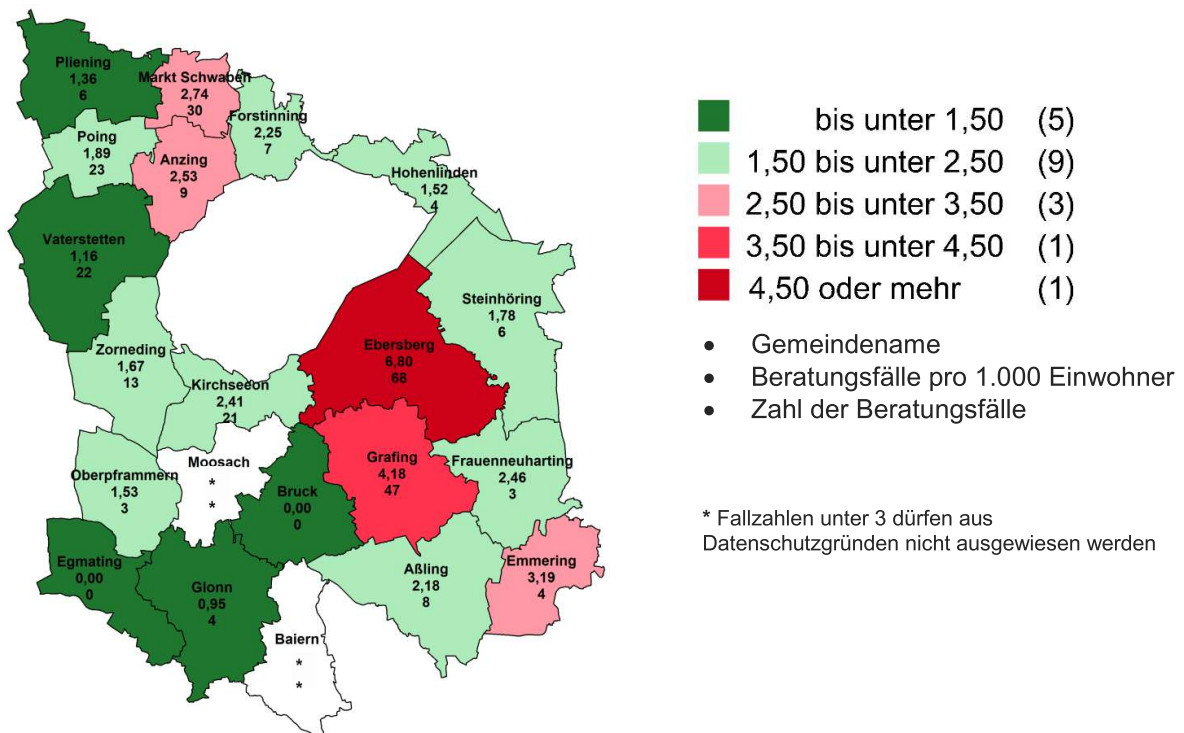 Pliening
1,36
6
Markt Schwaben
2,74
30
Forstinning
2,25
7
Poing
1,89
23
Anzing
2,53
9
Hohenlinden
1,52
4
Vaterstetten
1,16
22
Steinhöring
1,78
6
Zorneding
1,67
13
Ebersberg
6,80
68
Kirchseeon
2,41
21
Moosach
*
*
Grafing
4,18
47
Frauenneuharting
2,46
3
Oberpframmern
1,53
3
Bruck
0,00
0
Egmating
0,00
0
Glonn
0,95
4
Aßling
2,18
8
Emmering
3,19
4
Baiern
*
*
bis unter 1,50 (5)
1,50 bis unter 2,50 (9)
2,50 bis unter 3,50 (3)
3,50 bis unter 4,50 (1)
4,50 oder mehr (1)
• Gemeindename
• Beratungsfälle pro 1.000 Einwohner
• Zahl der Beratungsfälle
* Fallzahlen unter 3 dürfen aus
Datenschutzgründen nicht ausgewiesen werden